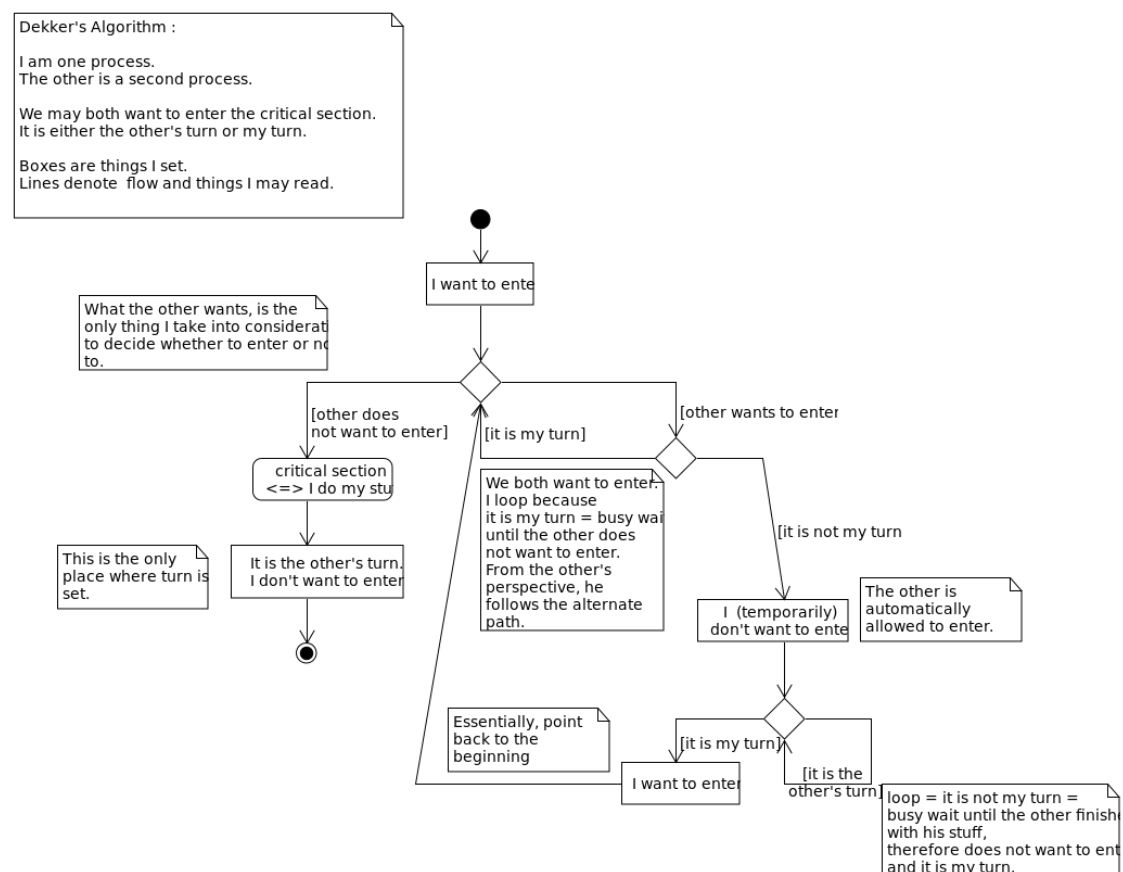 Dekker's Algorithm :
I am one process.
The other is a second process.
We may both want to enter the critical section.
It is either the other's turn or my turn.
Boxes are things I set.
Lines denote  flow and things I may read.
I want to ente
What the other wants, is the
only thing I take into considerat
to decide whether to enter or no
to.
[other does
not want to enter]
[it is my turn]
[other wants to enter
critical section
<=> I do my stu
We both want to enter.
I loop because
it is my turn = busy wai
until the other does
not want to enter.
From the other's
perspective, he
follows the alternate
path.
[it is not my turn
This is the only
place where turn is
set.
It is the other's turn.
I don't want to enter
The other is
automatically
allowed to enter.
I  (temporarily)
don't want to ente
Essentially, point
back to the
beginning
[it is my turn]
I want to enter
[it is the
other's turn]
loop = it is not my turn =
busy wait until the other finishe
with his stuff,
therefore does not want to ent
and it is my turn.